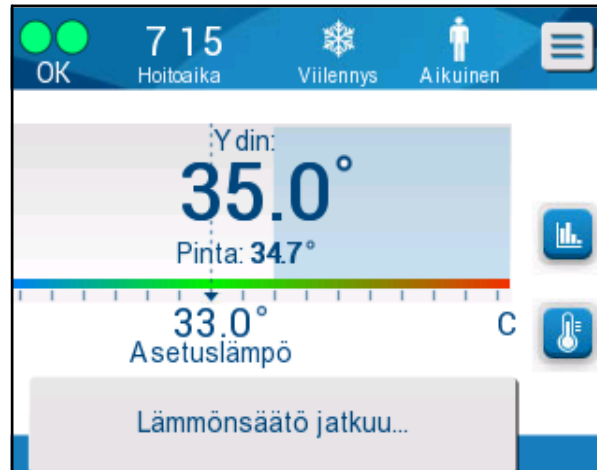 7 15
OK Hoitoaika Viilennys Aikuinen
Ydin:
35.0°
Pinta: 34.7°
33.0° C
Asetuslämpö
Lämmönsäätö jatkuu...